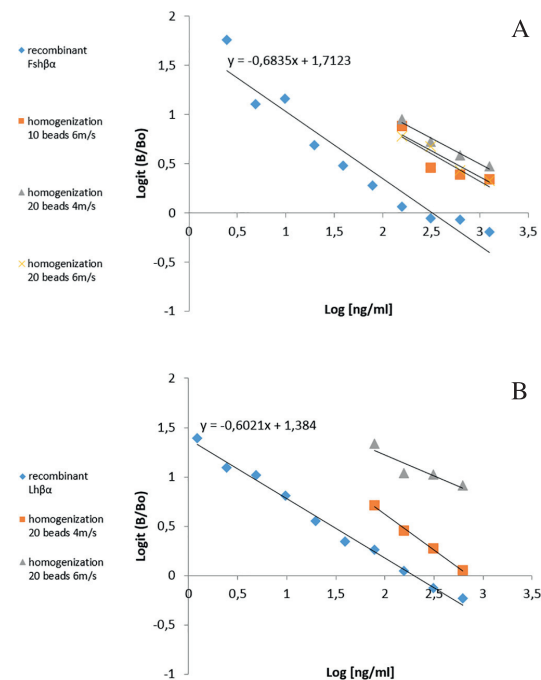 A
recombinant
Fshβα
homogenization
10 beads 6m/s
homogenization
20 beads 4m/s
homogenization
20 beads 6m/s
Logit (B/Bo)
2
1,5
1
0,5
0
-0,5
-1
y = -0,6835x + 1,7123
0 0,5 1 1,5 2 2,5 3 3,5
Log [ng/ml]
B
recombinant
Lhβα
homogenization
20 beads 4m/s
homogenization
20 beads 6m/s
Logit (B/Bo)
2
1,5
1
0,5
0
-0,5
-1
y = -0,6021x + 1,384
0 0,5 1 1,5 2 2,5 3 3,5
Log [ng/ml]